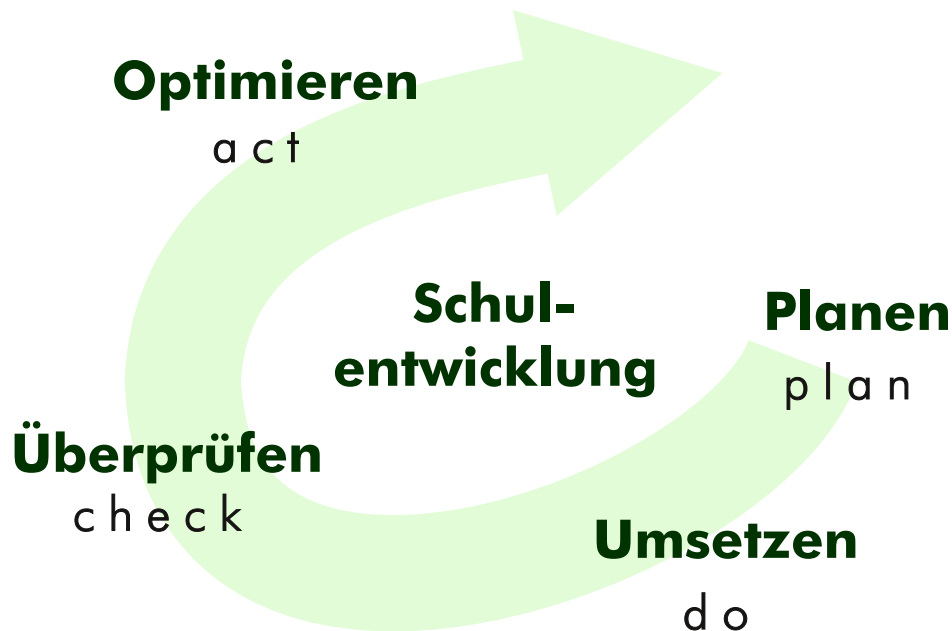 Optimieren
act
Schul-
entwicklung
Planen
plan
Überprüfen
check
Umsetzen
do